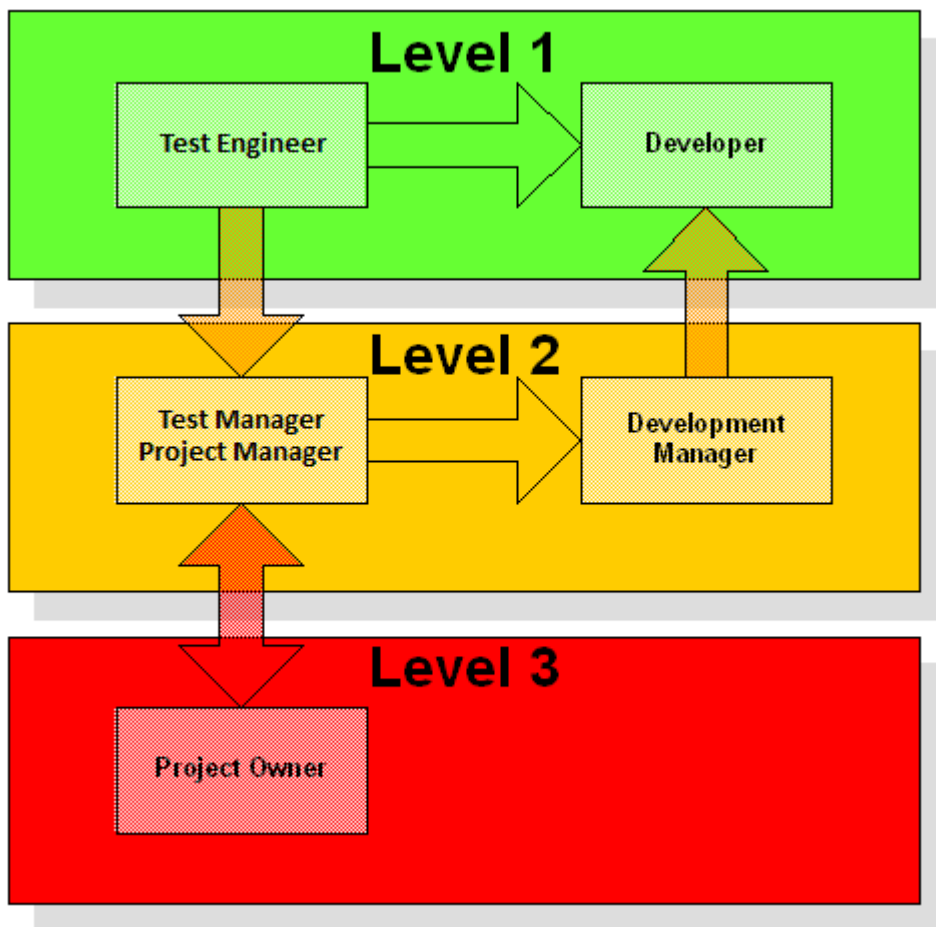 Level 1
Test Engineer
Developer
Level 2
Test Manager
Project Manager
Development
Manager
Level 3
Project Owner